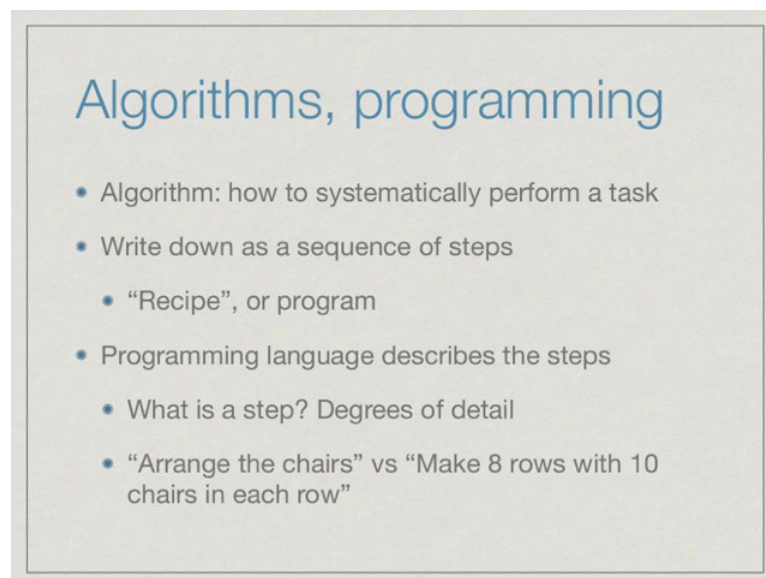 Algorithms, programming
Algorithm: how to systematically perform a task
Write down as a sequence of steps
“Recipe”, or program
Programming language describes the steps
What is a step? Degrees of detail
“Arrange the chairs” vs “Make 8 rows with 10
chairs in each row”